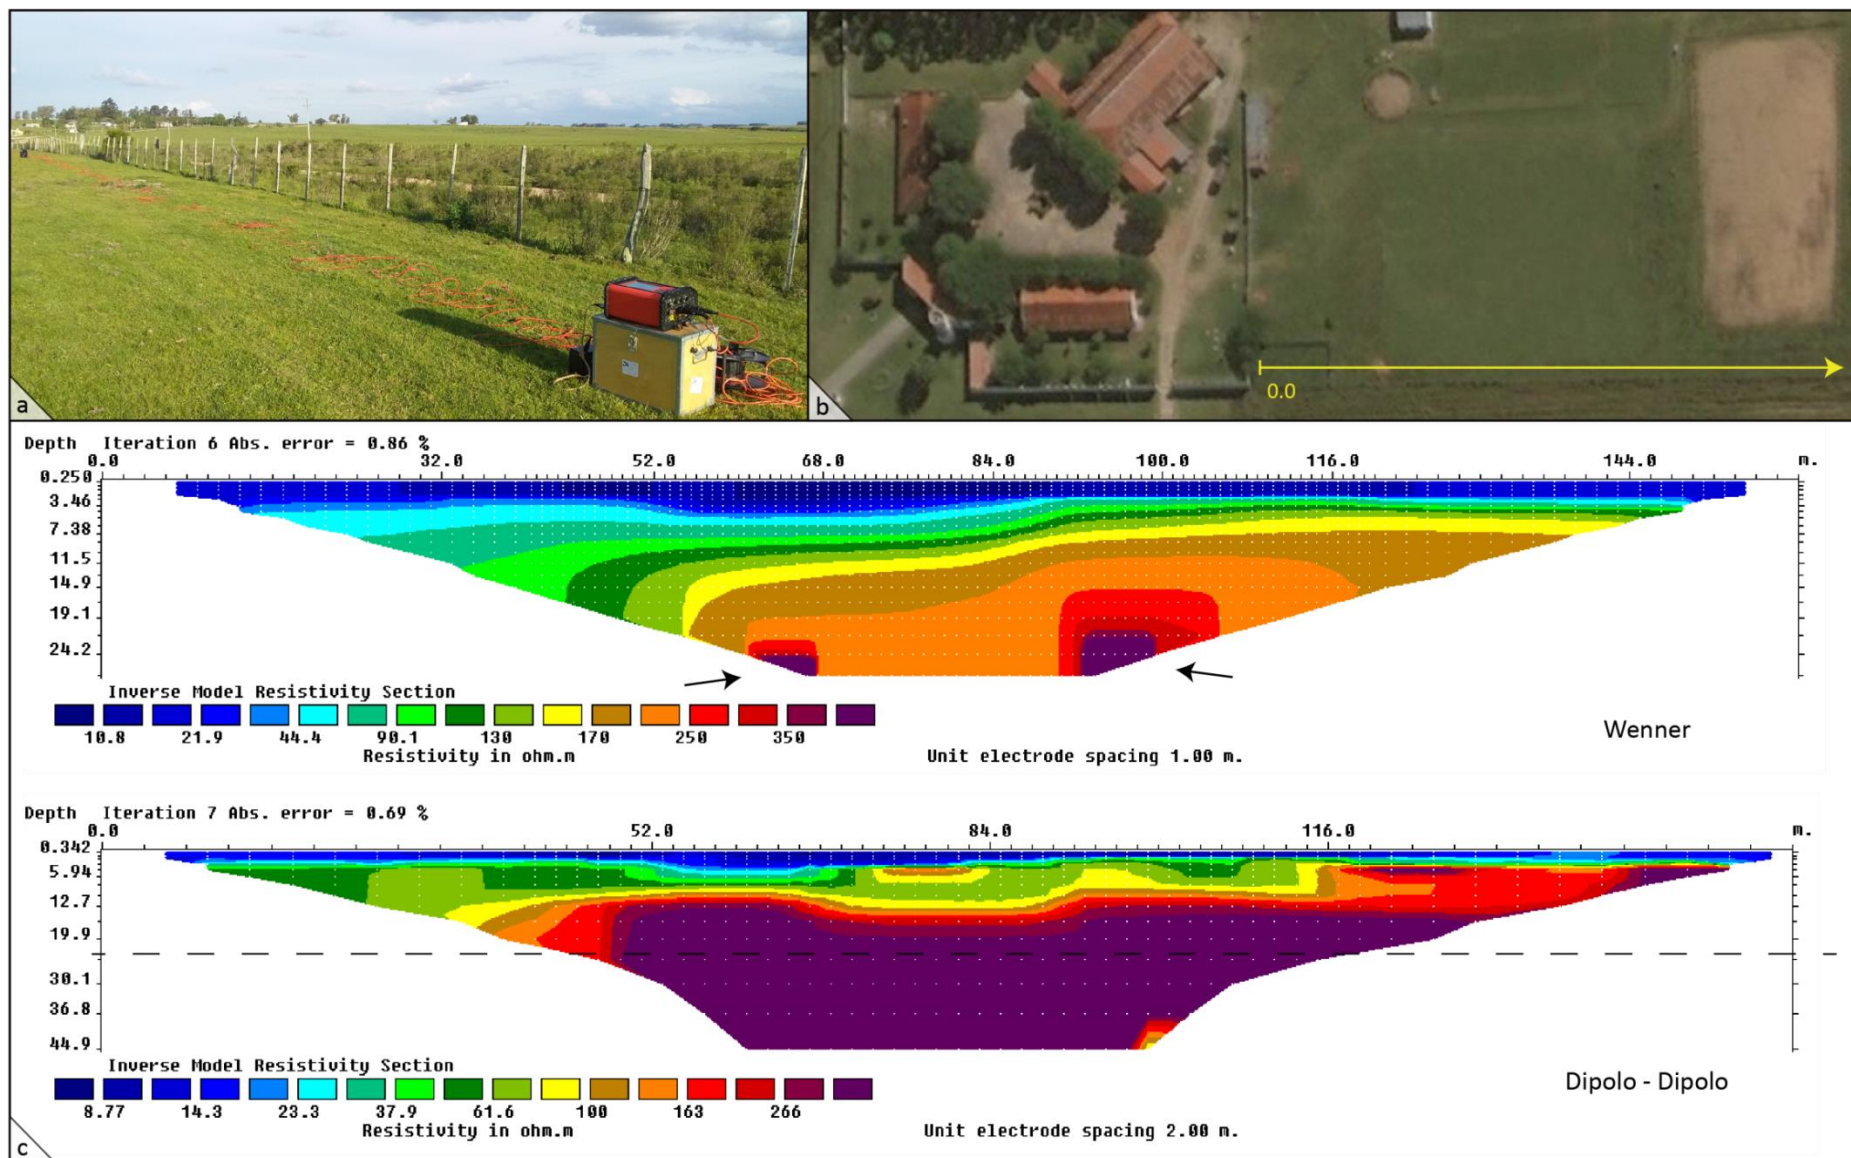 a
b
0.0
Depth Iteration 6 Abs. error = 0.86 %
0.0 32.0 52.0 68.0 84.0 100.0 116.0 144.0 m.
0.250
3.46
7.38
11.5
14.9
19.1
24.2
Inverse Model Resistivity Section
10.8 21.9 44.4 90.1 130 170 250 350
Resistivity in ohm.m Unit electrode spacing 1.00 m.
Wenner
Depth Iteration 7 Abs. error = 0.69 %
0.0 52.0 84.0 116.0 m.
0.342
5.94
12.7
19.9
30.1
36.8
44.9
Inverse Model Resistivity Section
8.77 14.3 23.3 37.9 61.6 100 163 266
Resistivity in ohm.m Unit electrode spacing 2.00 m.
Dipolo - Dipolo
c